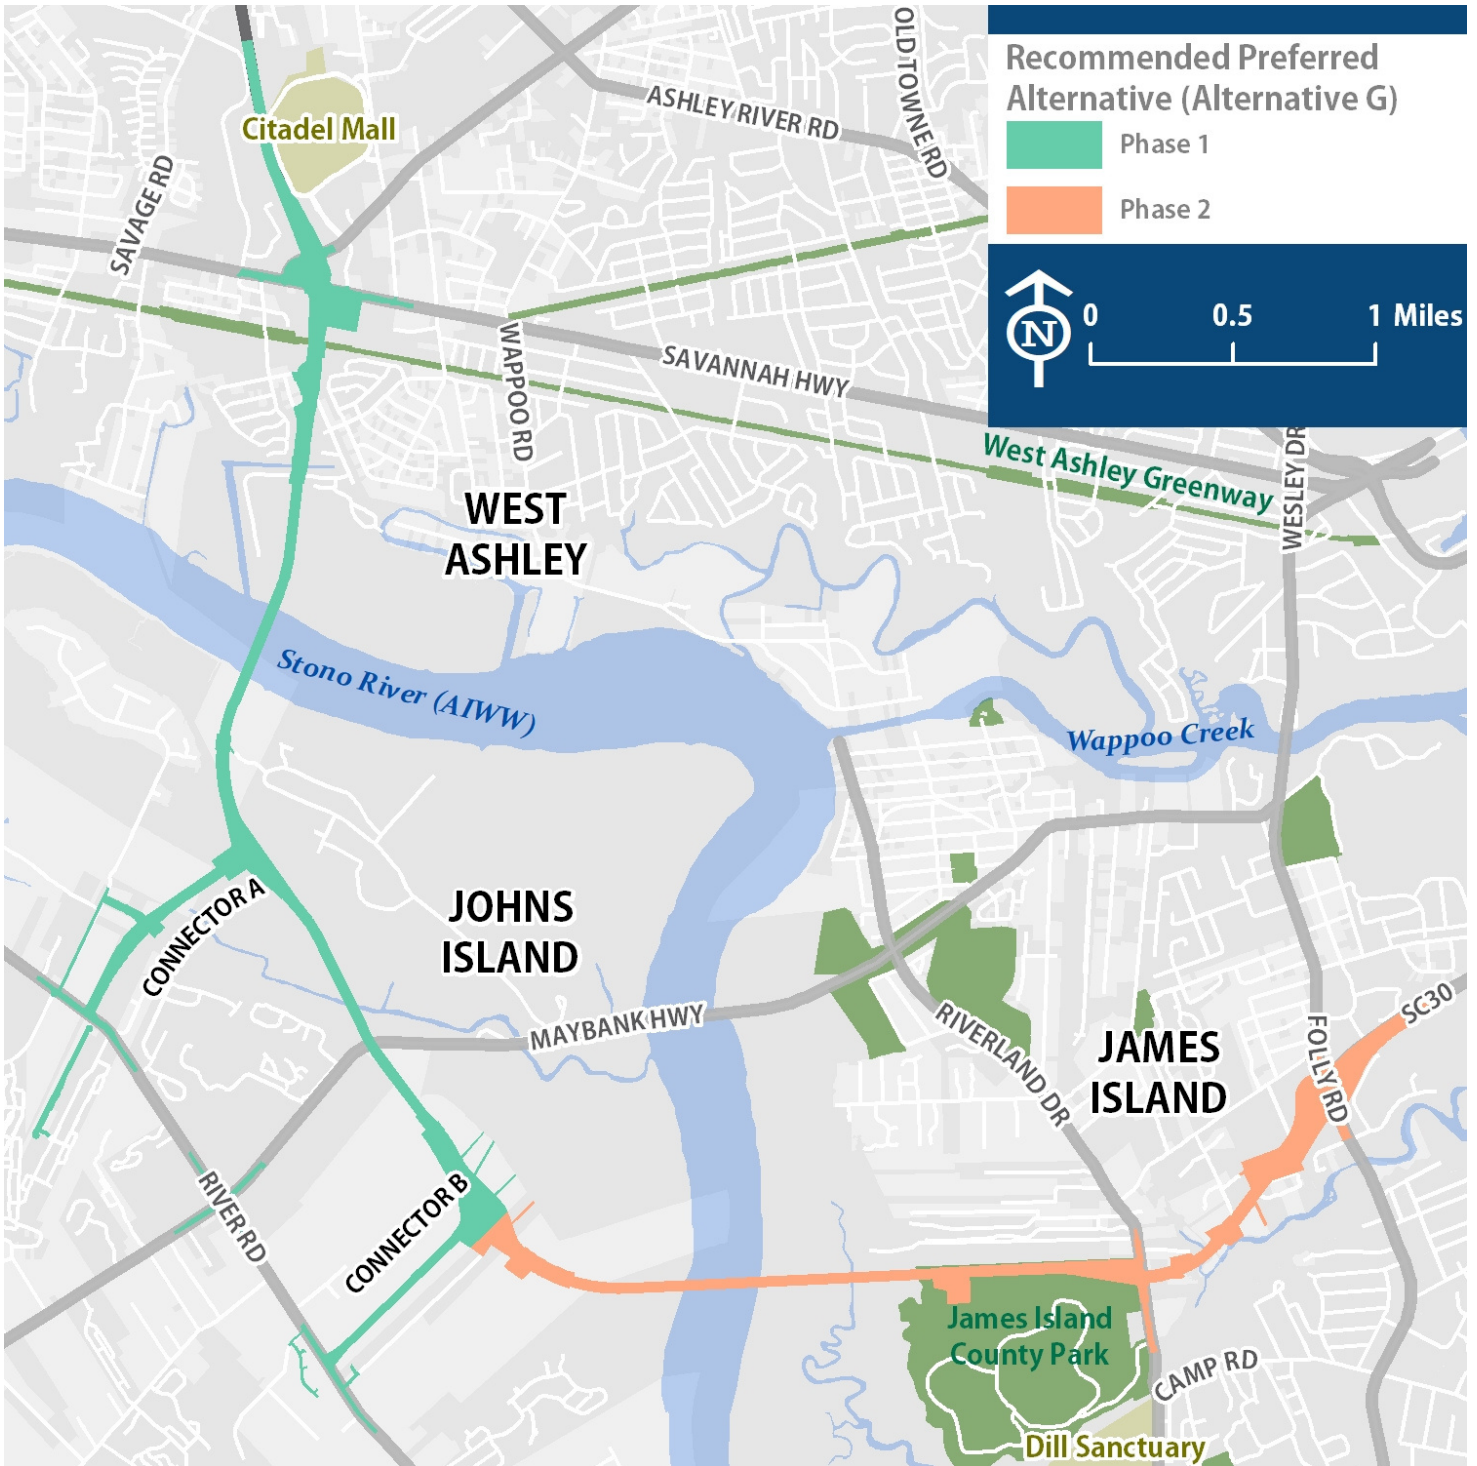 Recommended Preferred
Alternative (Alternative G)
Phase 1
Phase 2
N
0 0.5 1 Miles
OLD TOWNE RD
ASHLEY RIVER RD
Citadel Mall
SAVAGE RD
WAPPOO RD
SAVANNAH HWY
West Ashley Greenway
WESLEY DR
WEST
ASHLEY
Stono River (AIWW)
Wappoo Creek
CONNECTOR A
JOHNS
ISLAND
MAYBANK HWY
RIVERLAND DR
JAMES
ISLAND
SC30
FOLLY RD
RIVER RD
CONNECTOR B
James Island
County Park
CAMP RD
Dill Sanctuary